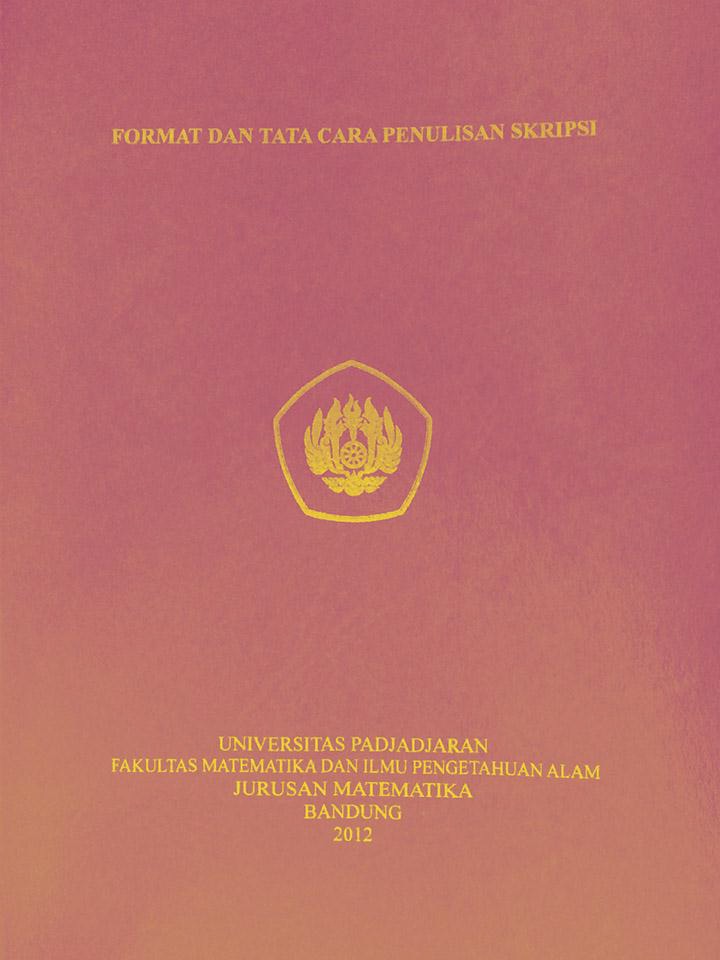 FORMAT DAN TATA CARA PENULISAN SKRIPSI
UNIVERSITAS PADJADJARAN
FAKULTAS MATEMATIKA DAN ILMU PENGETAHUAN ALAM
JURUSAN MATEMATIKA
BANDUNG
2012